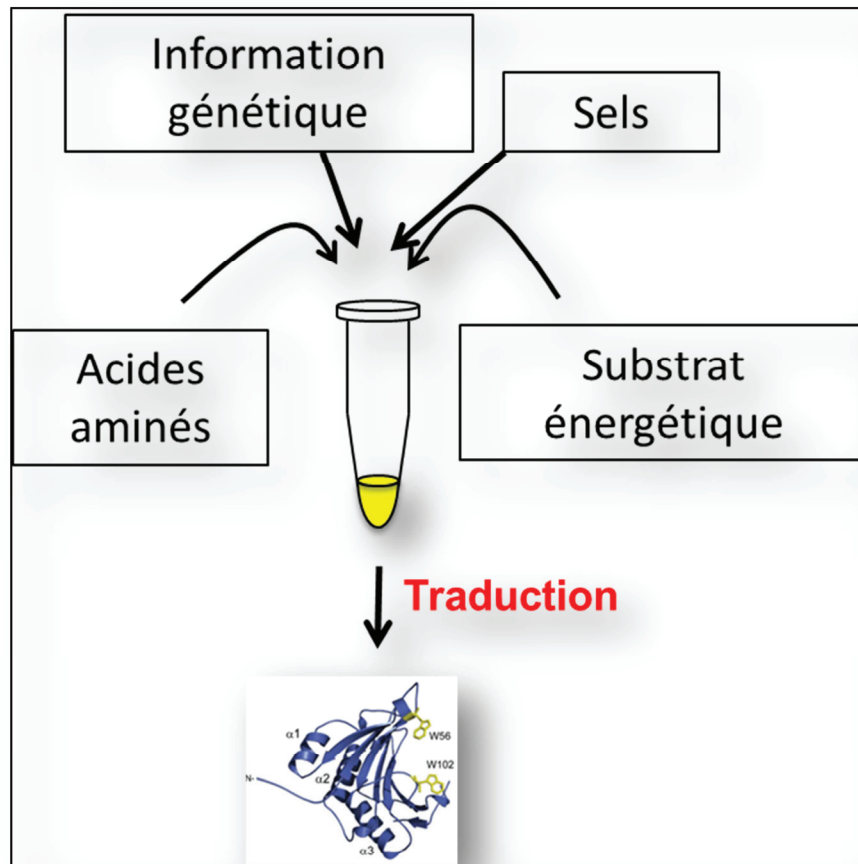 Information
génétique
Sels
Acides
aminés
Substrat
énergétique
Traduction
α1
W56
α2
W102
N-
α3